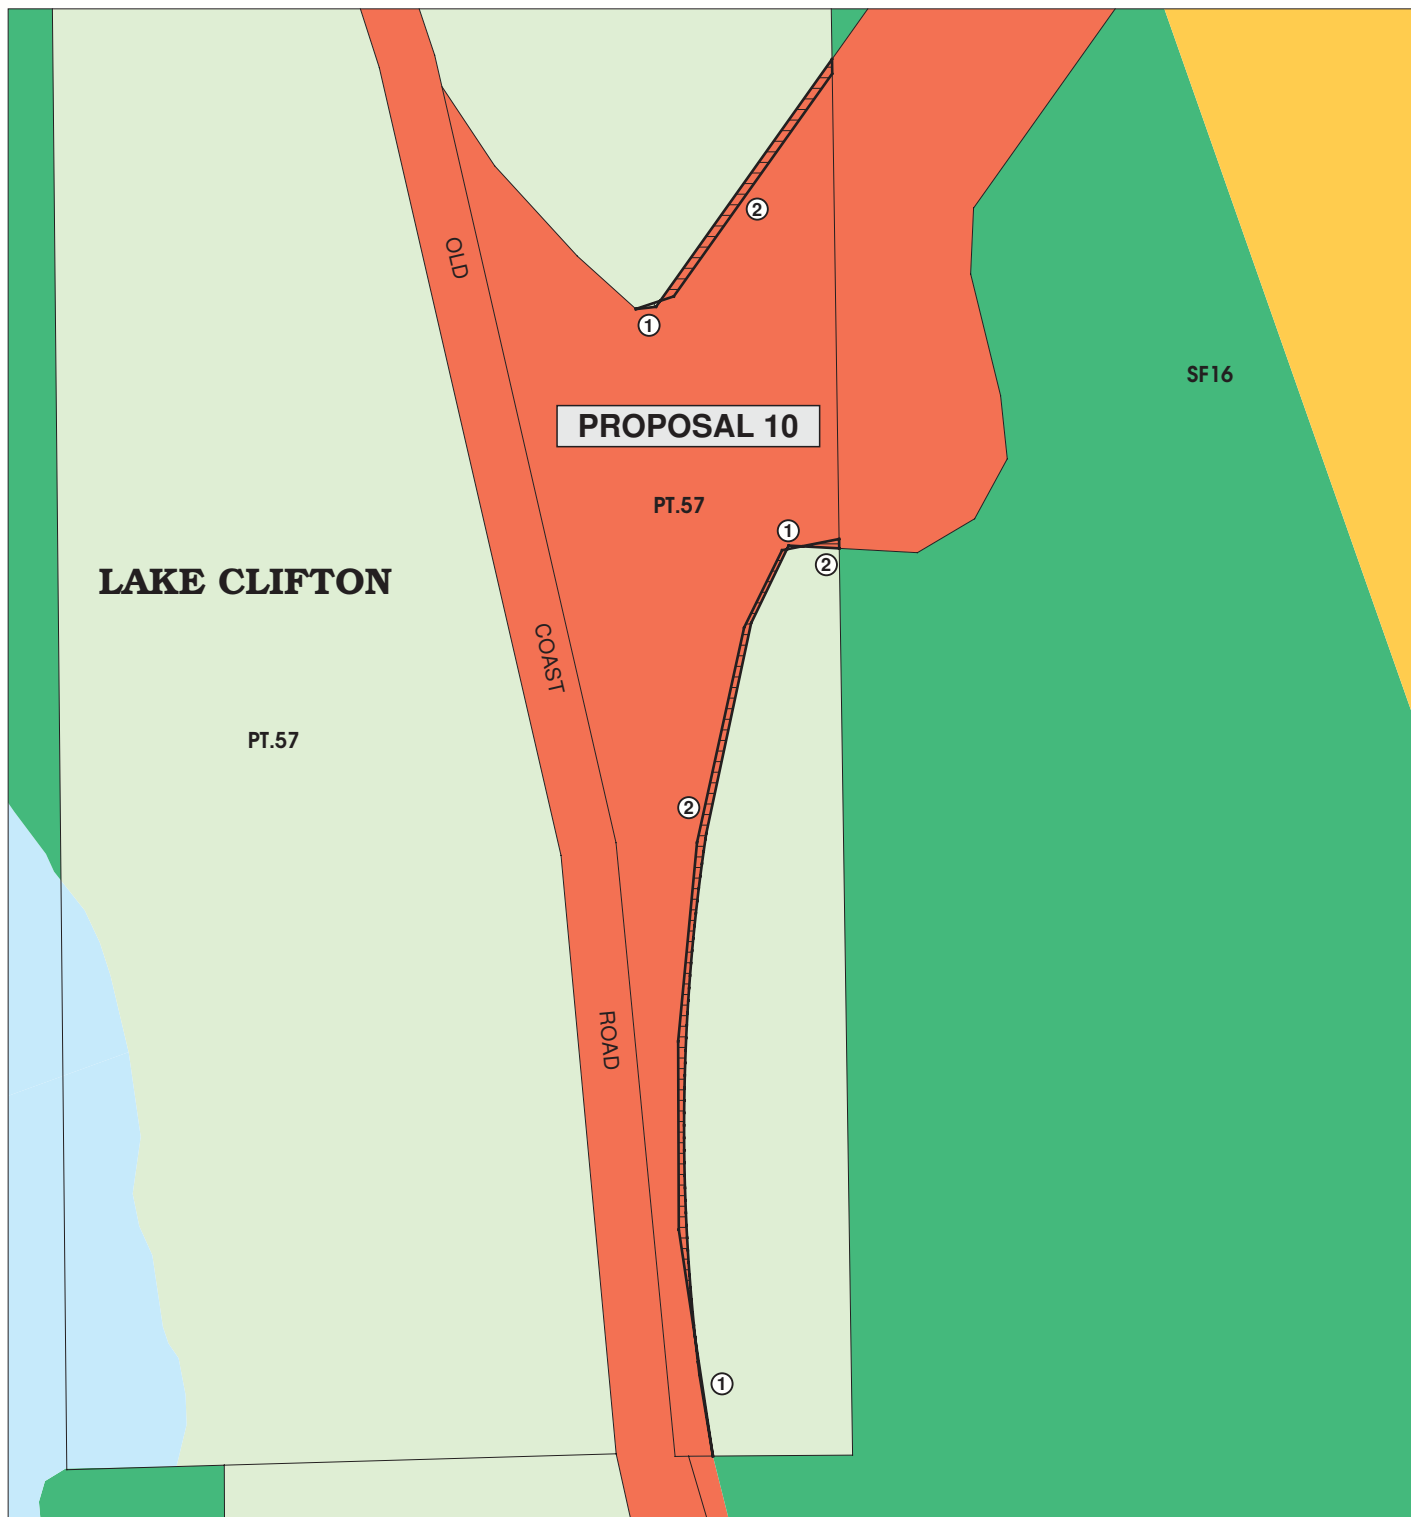 2
OLD
1
SF16
PROPOSAL 10
PT.57
1
2
LAKE CLIFTON
COAST
PT.57
2
ROAD
1